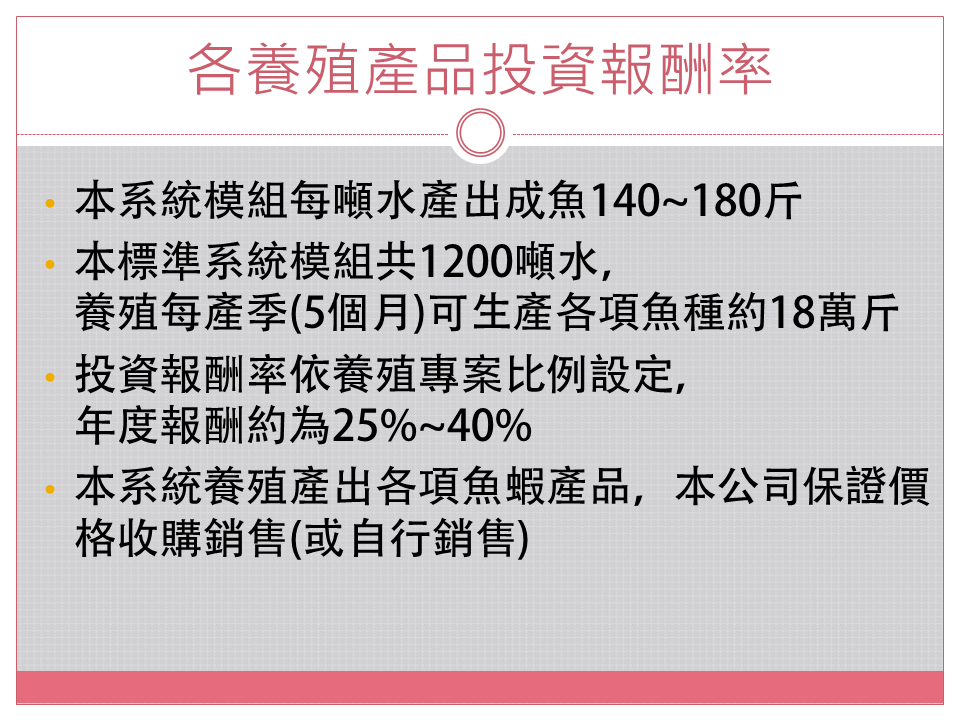 各養殖產品投資報酬率
• 本系統模組每噸水產出成魚140~180斤
• 本標準系統模組共1200噸水,
養殖每產季(5個月)可生產各項魚種約18萬斤
• 投資報酬率依養殖專案比例設定,
年度報酬約為25%~40%
• 本系統養殖產出各項魚蝦產品, 本公司保證價
格收購銷售(或自行銷售)